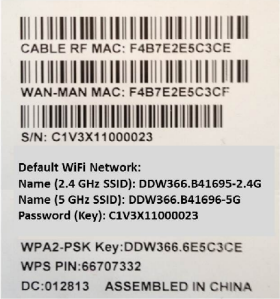 CABLE RF MAC: F4B7E2E5C3CE
WAN-MAN MAC: F4B7E2E5C3CF
S/N: C1V3X11000023
Default WiFi Network:
Name (2.4 GHz SSID): DDW366.B41695-2.4G
Name (5 GHz SSID): DDW366.B41696-5G
Password (Key): C1V3X11000023
WPA2-PSK Key:DDW366.6E5C3CE
WPS PIN:66707332
DC:012813 ASSEMBLED IN CHINA